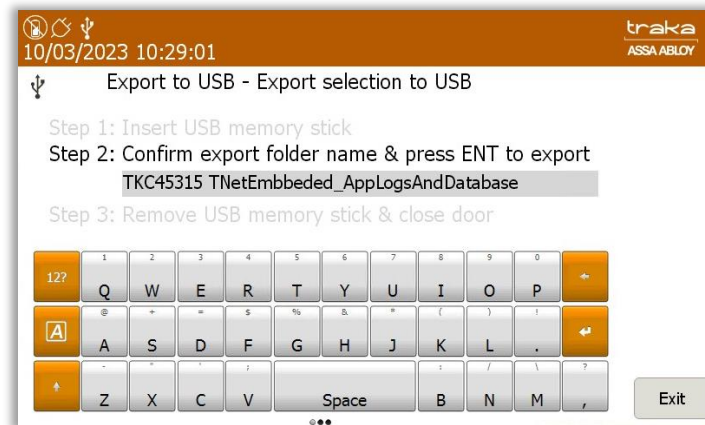 traka
10/03/2023 10:29:01
ASSA ABLOY
Export to USB - Export selection to USB
Step 1: Insert USB memory stick
Step 2: Confirm export folder name & press ENT to export
TKC45315 TNetEmbbeded_AppLogsAndDatabase
Step 3: Remove USB memory stick & close door
1 2 3 4 5 6 7 8 9 0
12? Q W E R T Y U I O P
@ + = $ % & * ( ) !
A A S D F G H J K L .
- " ' ; : / \ ?
Z X C V Space B N M ,
Exit